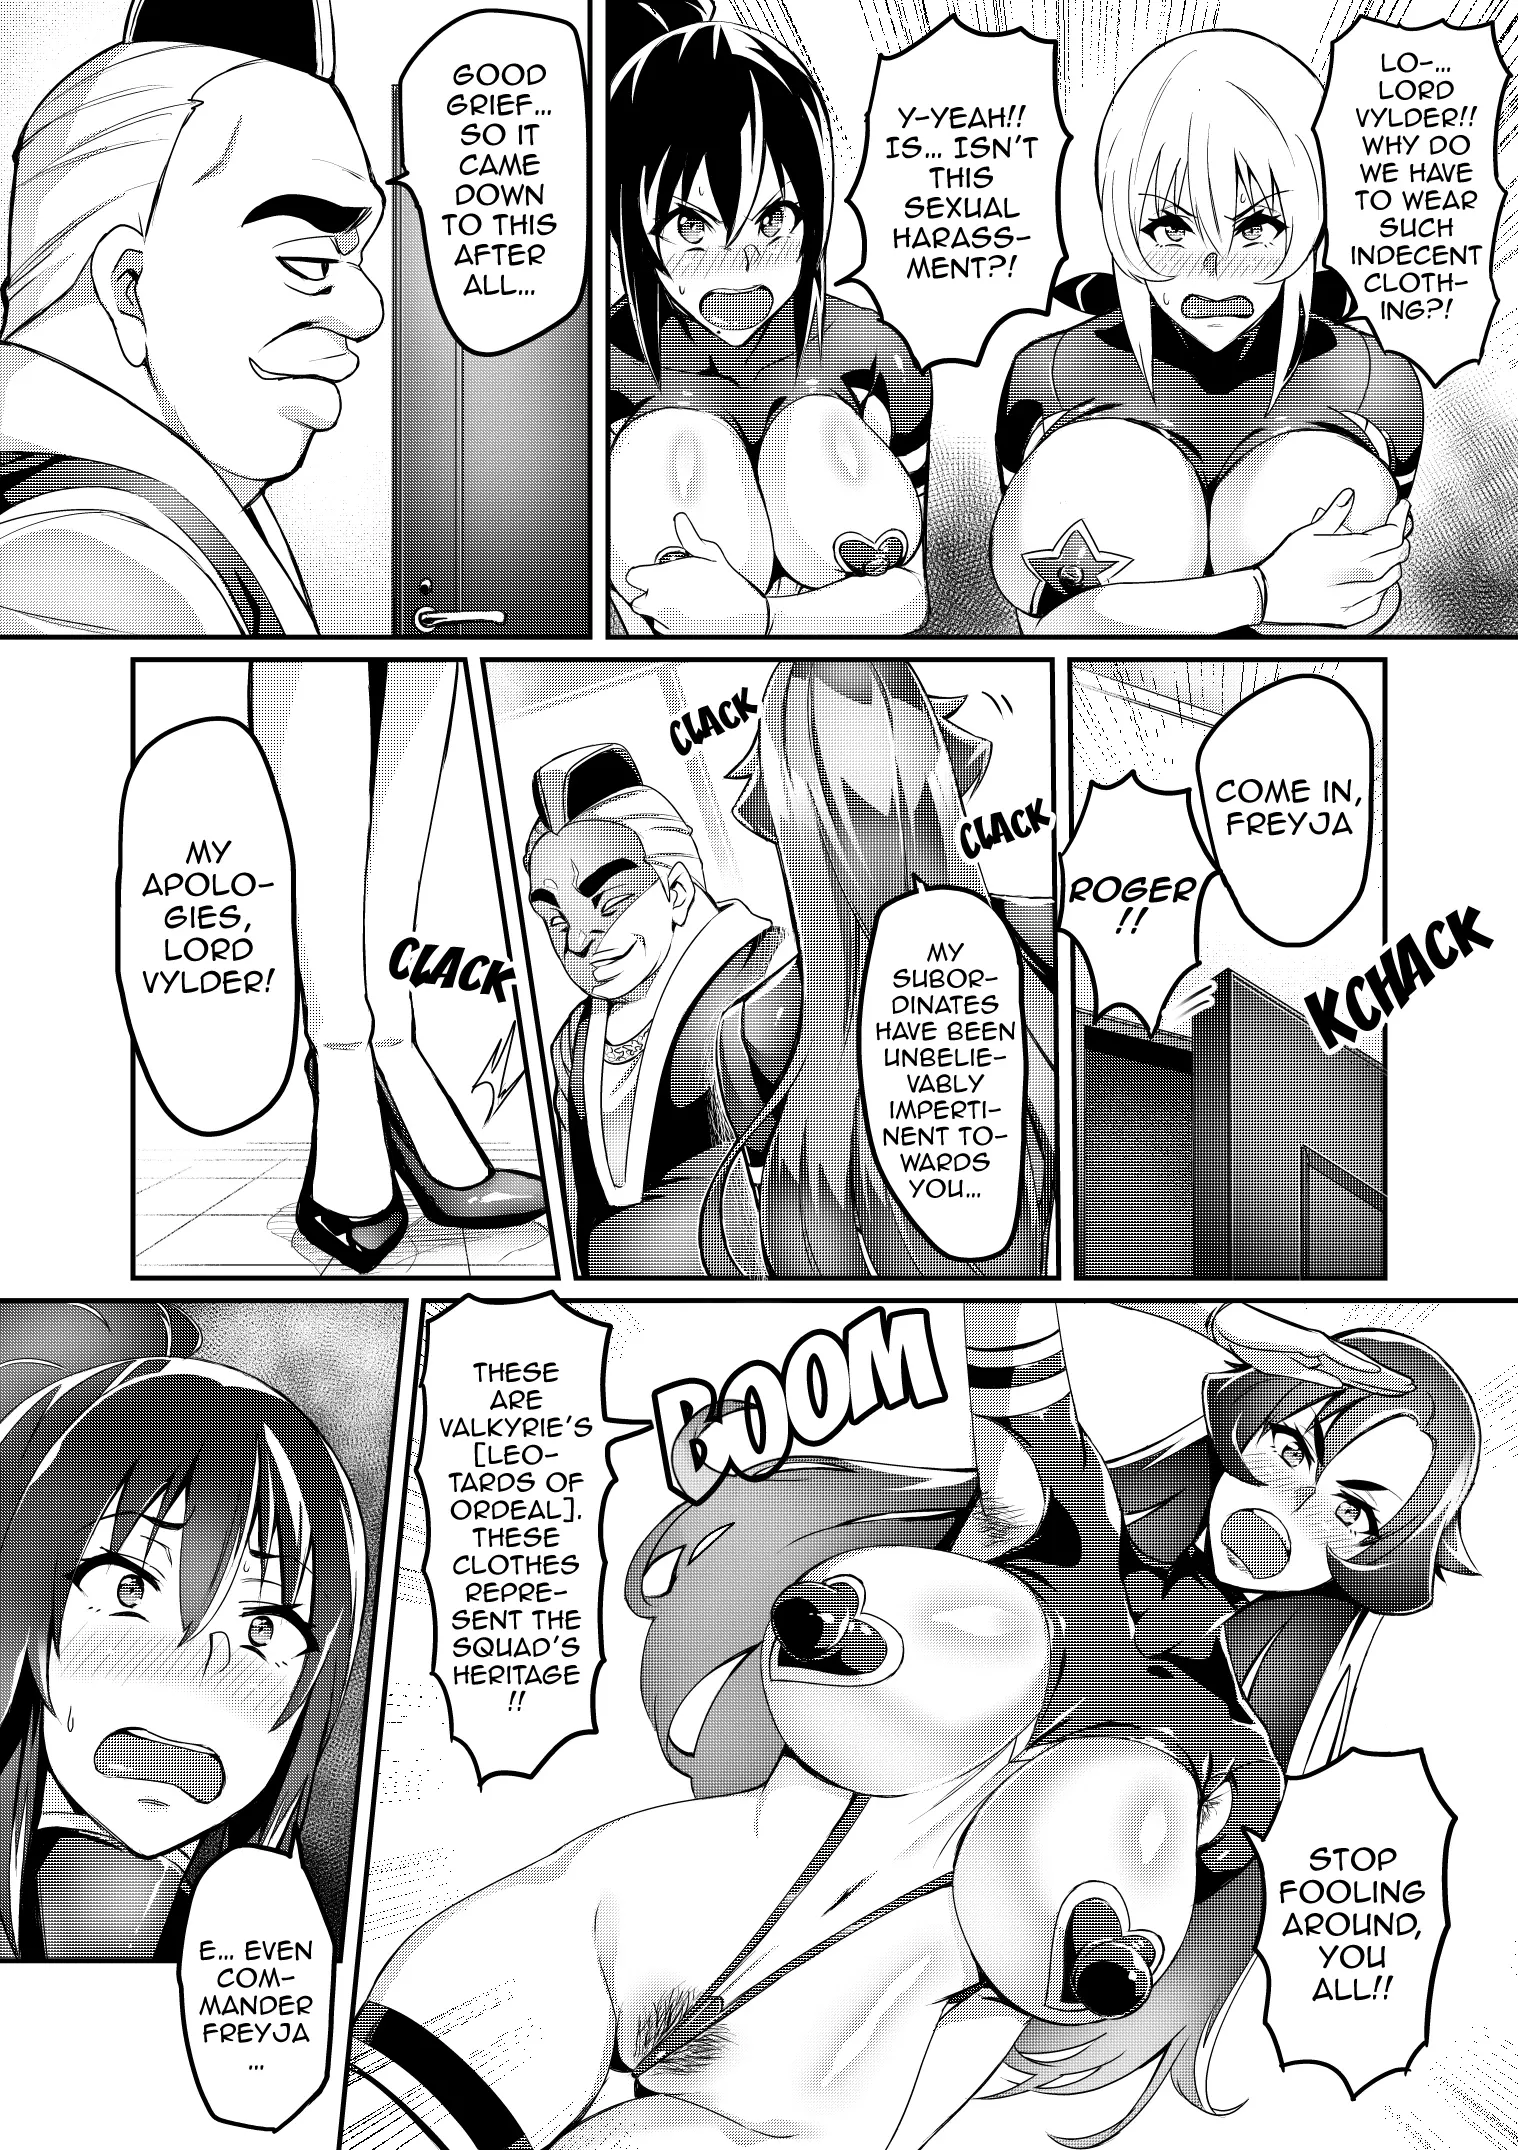 LO-...
LORD
VYLDER!!
WHY DO
WE HAVE
TO WEAR
SUCH
INDECENT
CLOTH-
ING?!
Y-YEAH!!
IS... ISN'T
THIS
SEXUAL
HARASS-
MENT?!
GOOD
GRIEF...
SO IT
CAME
DOWN
TO THIS
AFTER
ALL...
COME IN,
FREYJA
ROGER
!!
KCHACK
CLACK
CLACK
MY
SUBOR-
DINATES
HAVE BEEN
UNBELIE-
VABLY
IMPERTI-
NENT TO-
WARDS
YOU...
CLACK
MY
APOLO-
GIES,
LORD
VYLDER!
BOOM
STOP
FOOLING
AROUND,
YOU
ALL!!
THESE
ARE
VALKYRIE'S
[LEO-
TARDS OF
ORDEAL].
THESE
CLOTHES
REPRE-
SENT THE
SQUAD'S
HERITAGE
!!
E... EVEN
COM-
MANDER
FREYJA
...